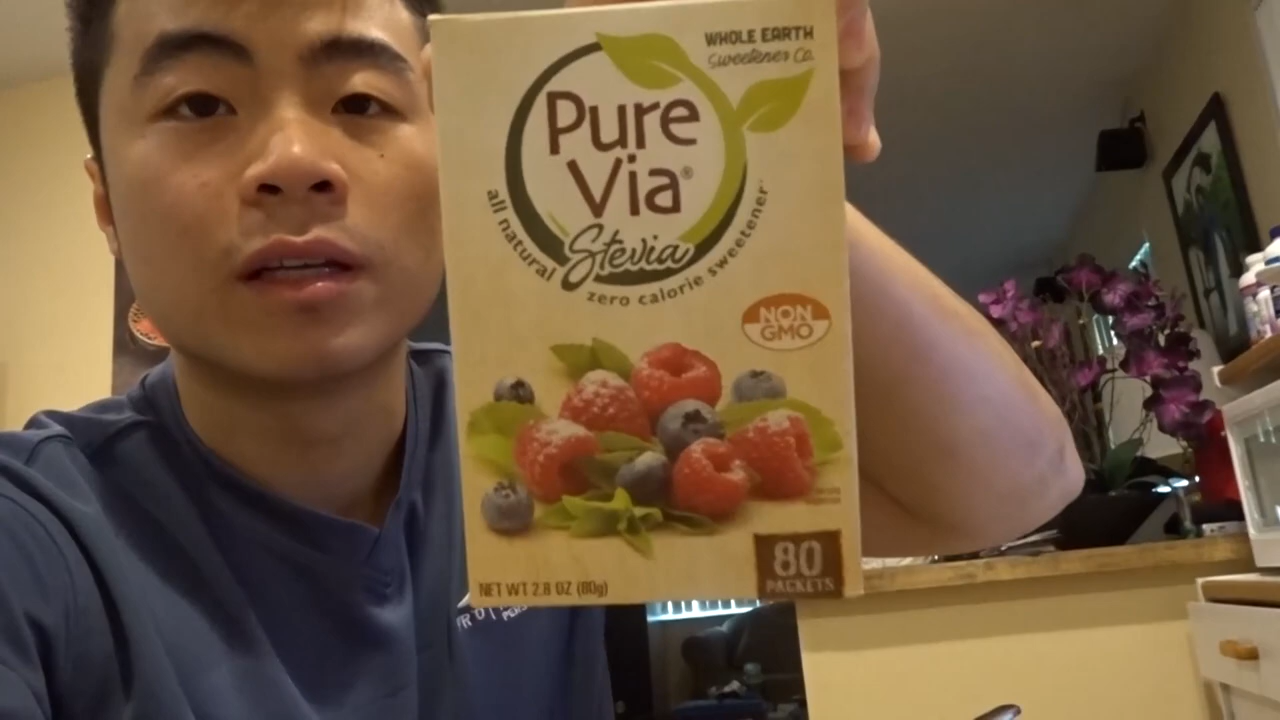 WHOLE EARTH
Sweetener Co.
Pure
Via®
Stevia
all natural
zero calorie sweetener
NON
GMO
80
PACKETS
NET WT 2.8 OZ (80g)